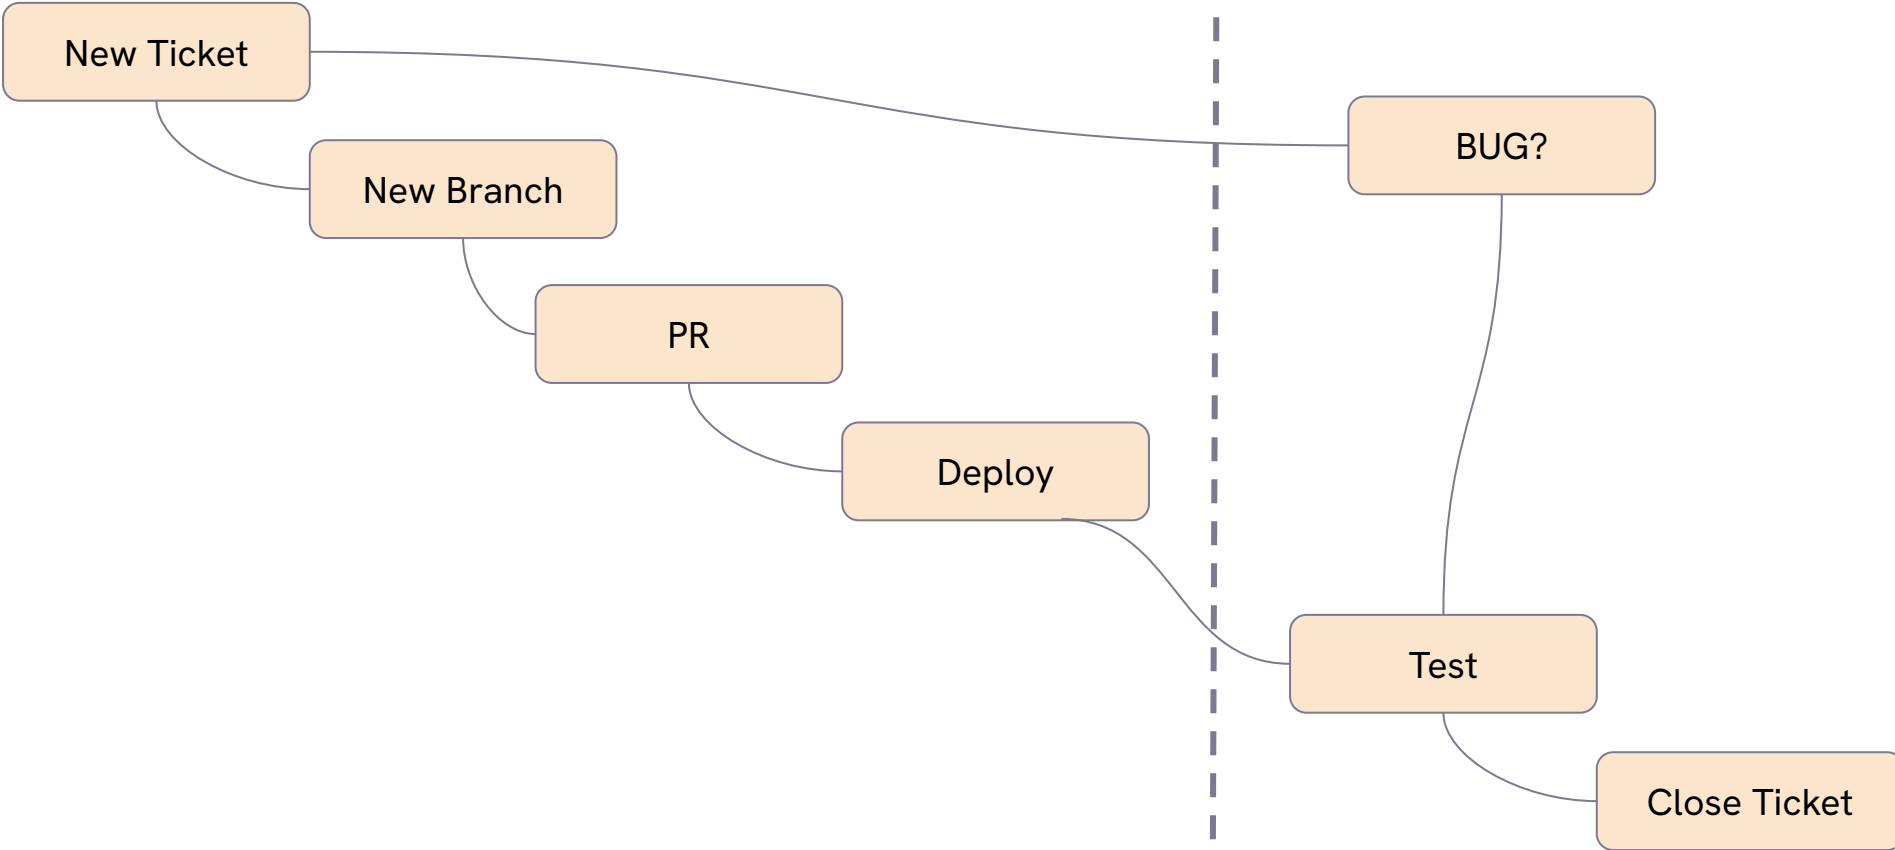 New Ticket
BUG?
New Branch
PR
Deploy
Test
Close Ticket